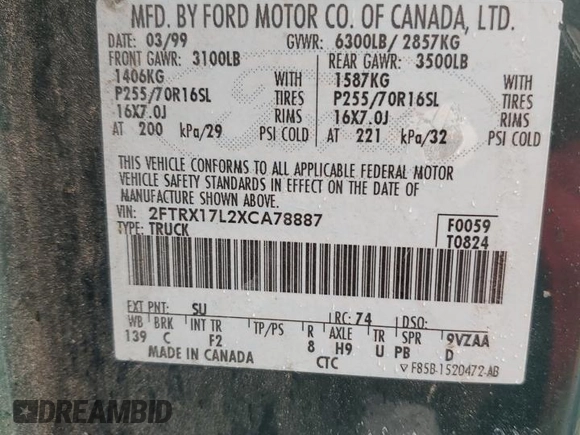 MFD. BY FORD MOTOR CO. OF CANADA, LTD.
DATE: 03/99 GVWR: 6300LB/ 2857KG
FRONT GAWR: 3100LB REAR GAWR: 3500LB
1406KG WITH 1587KG WITH
P255/70R16SL TIRES P255/70R16SL TIRES
16X7.0J RIMS 16X7.0J RIMS
AT 200 kPa/29 PSI COLD AT 221 kPa/32 PSI COLD
THIS VEHICLE CONFORMS TO ALL APPLICABLE FEDERAL MOTOR
VEHICLE SAFETY STANDARDS IN EFFECT ON THE DATE OF
MANUFACTURE SHOWN ABOVE.
VIN: 2FTRX17L2XCA78887 F0059
TYPE: TRUCK T0824
EXT PNT: SU RC: 74 DSO:
WB BRK INT TR TP/PS R AXLE TR SPR 9VZAA
139 C F2 8 H9 U PB D
MADE IN CANADA CTC
▽ F85B-1520472-AB
DREAMBID